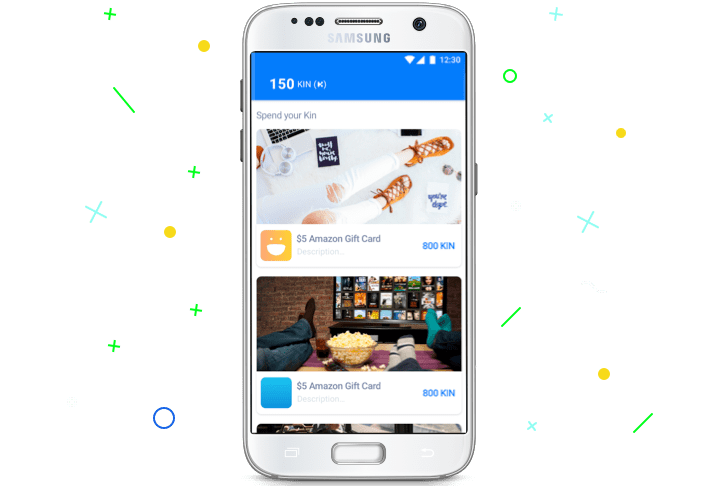 SAMSUNG
12:30
150 KIN (K)
Spend your Kin
you're
dope
$5 Amazon Gift Card
Description...
800 KIN
$5 Amazon Gift Card
Description...
800 KIN